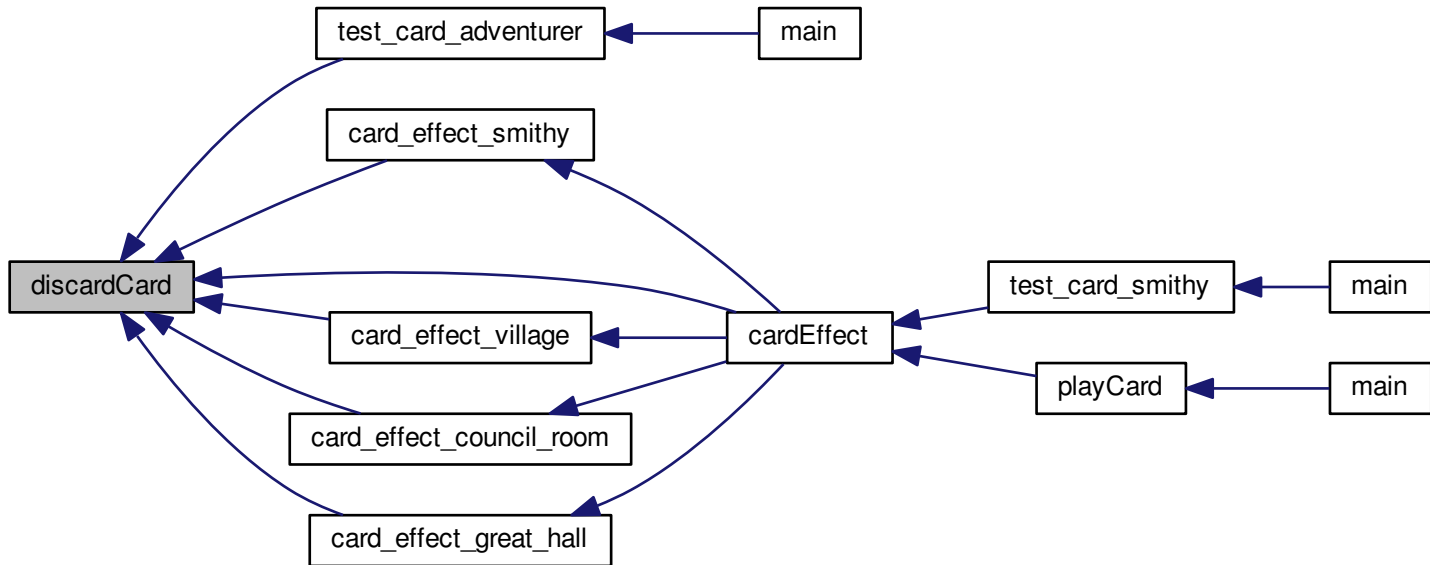 test_card_adventurer
main
card_effect_smithy
discardCard
test_card_smithy
main
card_effect_village
cardEffect
playCard
main
card_effect_council_room
card_effect_great_hall